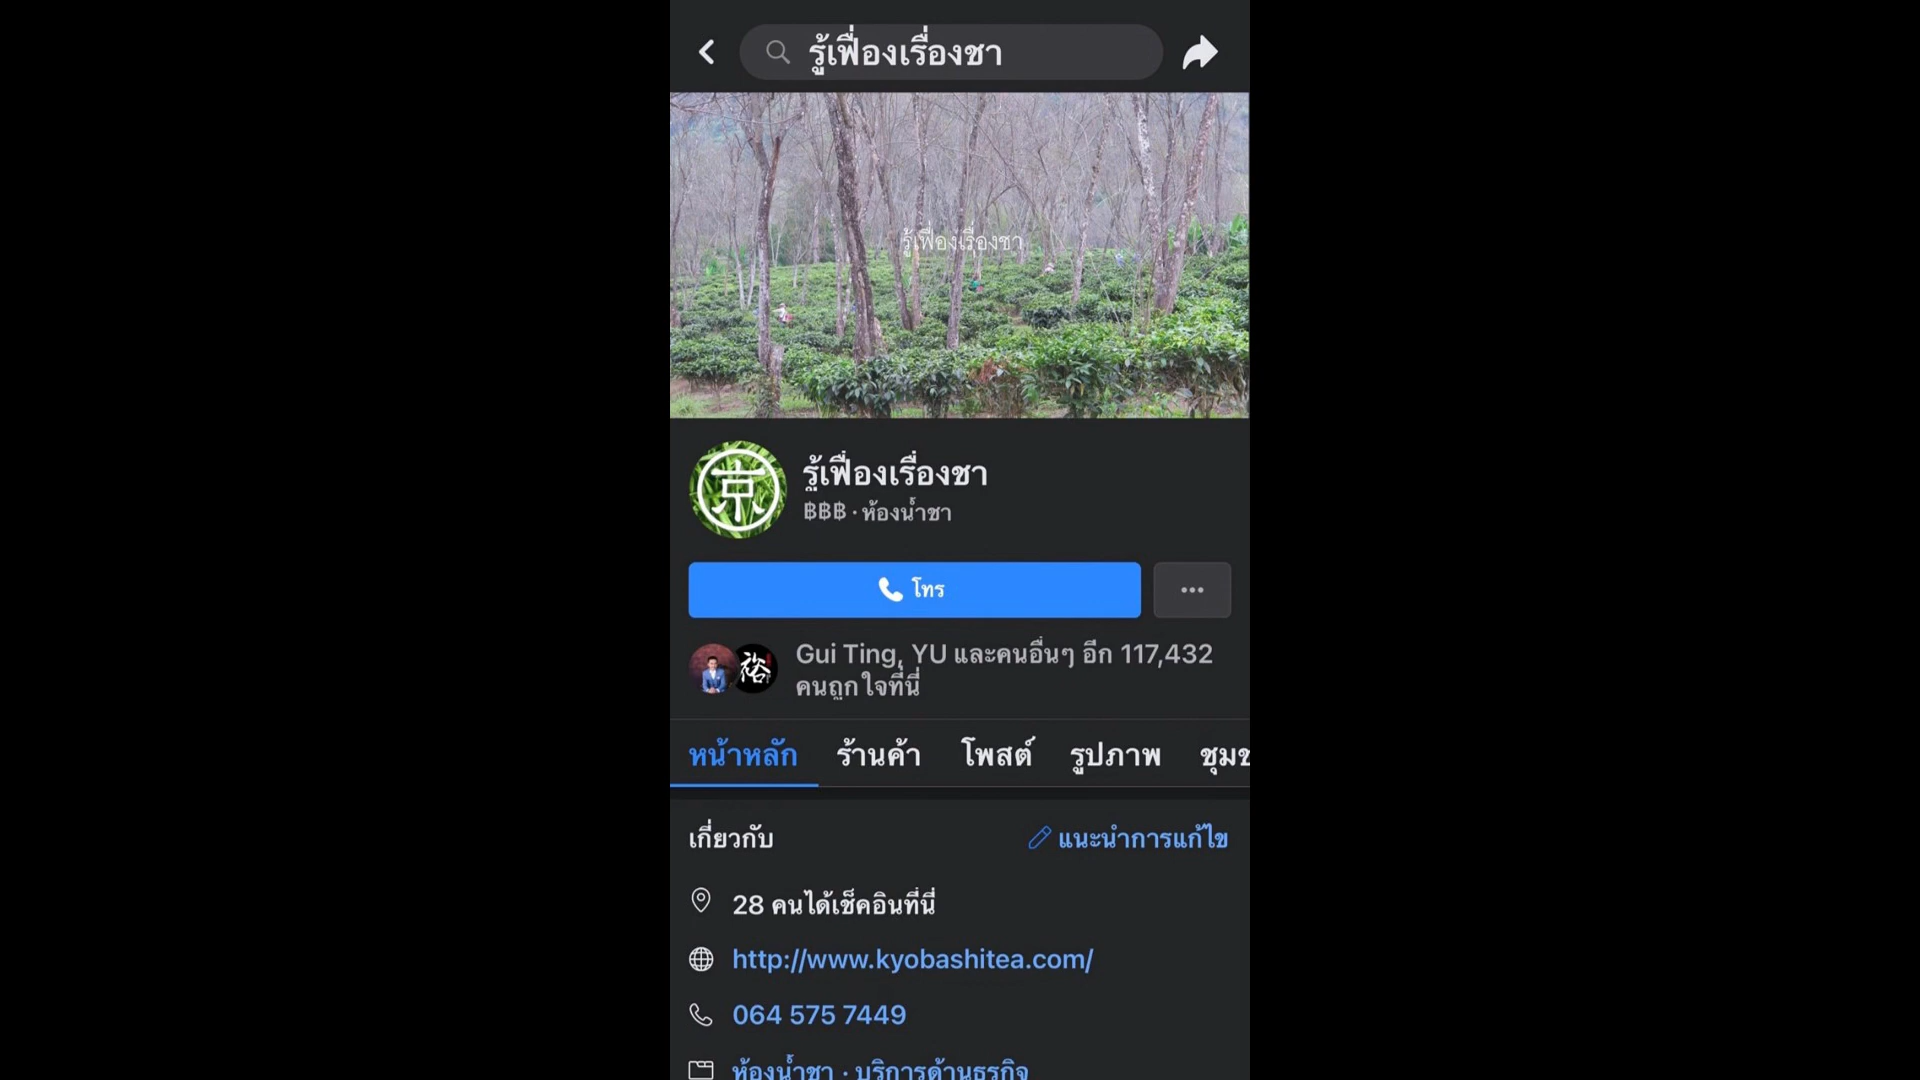 รู้เฟื่องเรื่องชา
รู้เฟื่องเรื่องชา
京
รู้เฟื่องเรื่องชา
฿฿฿ · ห้องน้ำชา
โทร
裕
Gui Ting, YU และคนอื่นๆ อีก 117,432
คนถูกใจที่นี่
หน้าหลัก ร้านค้า โพสต์ รูปภาพ ชุมช
เกี่ยวกับ แนะนำการแก้ไข
28 คนได้เช็คอินที่นี่
http://www.kyobashitea.com/
064 575 7449
ห้องน้ำชา · บริการด้านธุรกิจ